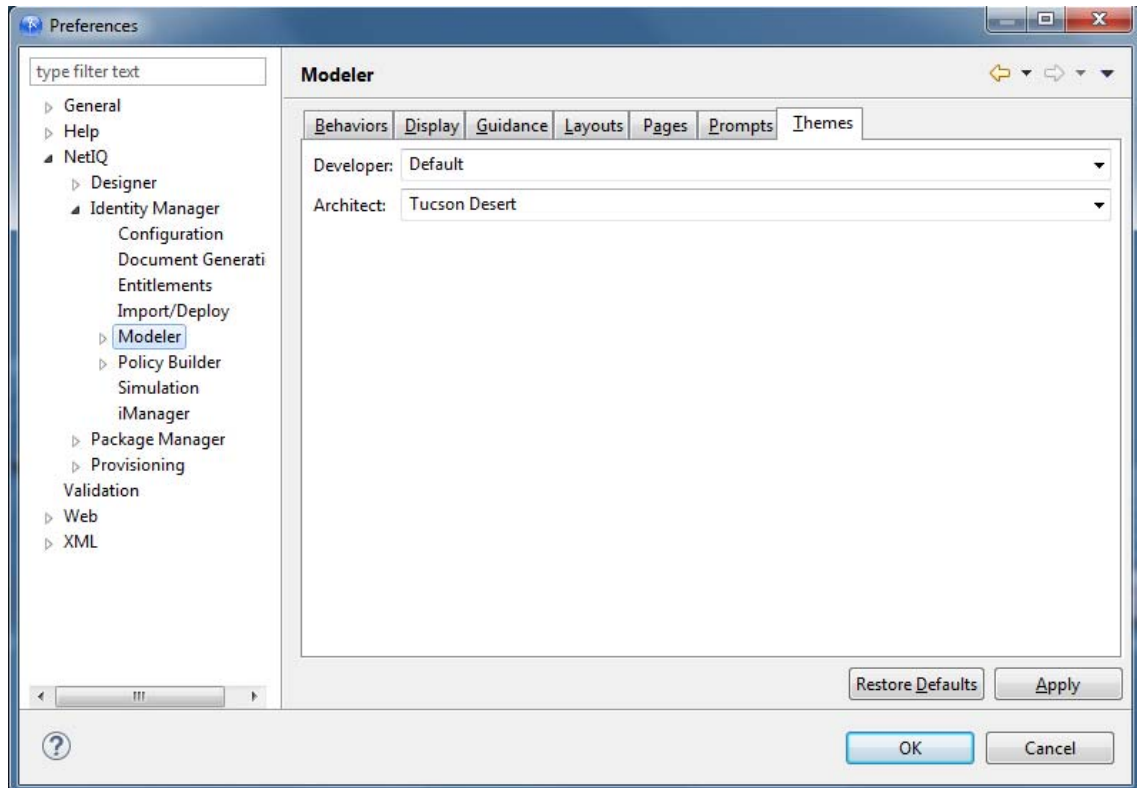 Preferences
type filter text
General
Help
NetIQ
Designer
Identity Manager
Configuration
Document Generati
Entitlements
Import/Deploy
Modeler
Policy Builder
Simulation
iManager
Package Manager
Provisioning
Validation
Web
XML
Modeler
Behaviors Display Guidance Layouts Pages Prompts Themes
Developer: Default
Architect: Tucson Desert
Restore Defaults Apply
OK Cancel